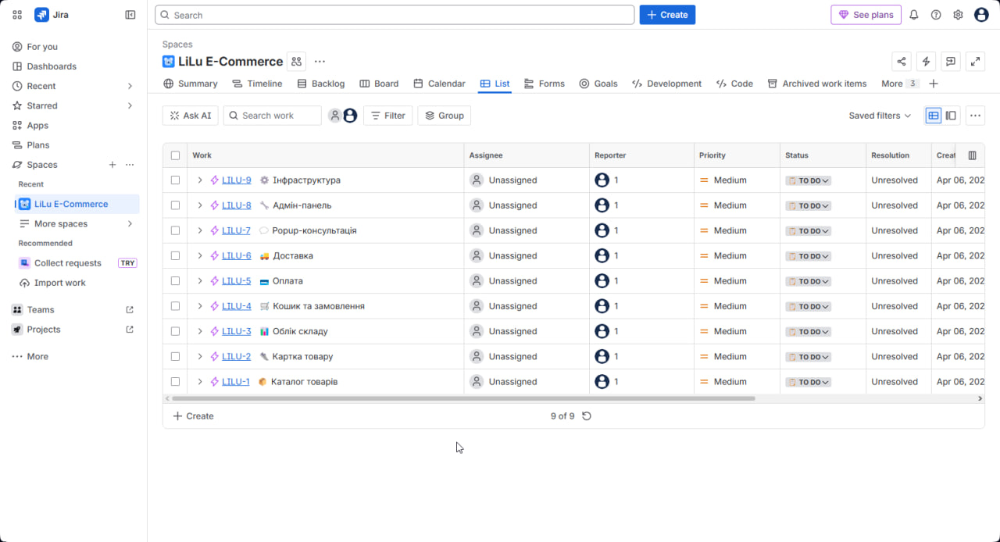 Jira
Search
Create
See plans
For you
Dashboards
Recent
Starred
Apps
Plans
Spaces
Recent
LiLu E-Commerce
More spaces
Recommended
Collect requests TRY
Import work
Teams
Projects
More
Spaces
LiLu E-Commerce
Summary Timeline Backlog Board Calendar List Forms Goals Development Code Archived work items More 3
Ask AI Search work Filter Group Saved filters
Work Assignee Reporter Priority Status Resolution Creat
LILU-9 Інфраструктура Unassigned 1 Medium TO DO Unresolved Apr 06, 202
LILU-8 Адмін-панель Unassigned 1 Medium TO DO Unresolved Apr 06, 202
LILU-7 Popup-консультація Unassigned 1 Medium TO DO Unresolved Apr 06, 202
LILU-6 Доставка Unassigned 1 Medium TO DO Unresolved Apr 06, 202
LILU-5 Оплата Unassigned 1 Medium TO DO Unresolved Apr 06, 202
LILU-4 Кошик та замовлення Unassigned 1 Medium TO DO Unresolved Apr 06, 202
LILU-3 Облік складу Unassigned 1 Medium TO DO Unresolved Apr 06, 202
LILU-2 Картка товару Unassigned 1 Medium TO DO Unresolved Apr 06, 202
LILU-1 Каталог товарів Unassigned 1 Medium TO DO Unresolved Apr 06, 202
Create 9 of 9